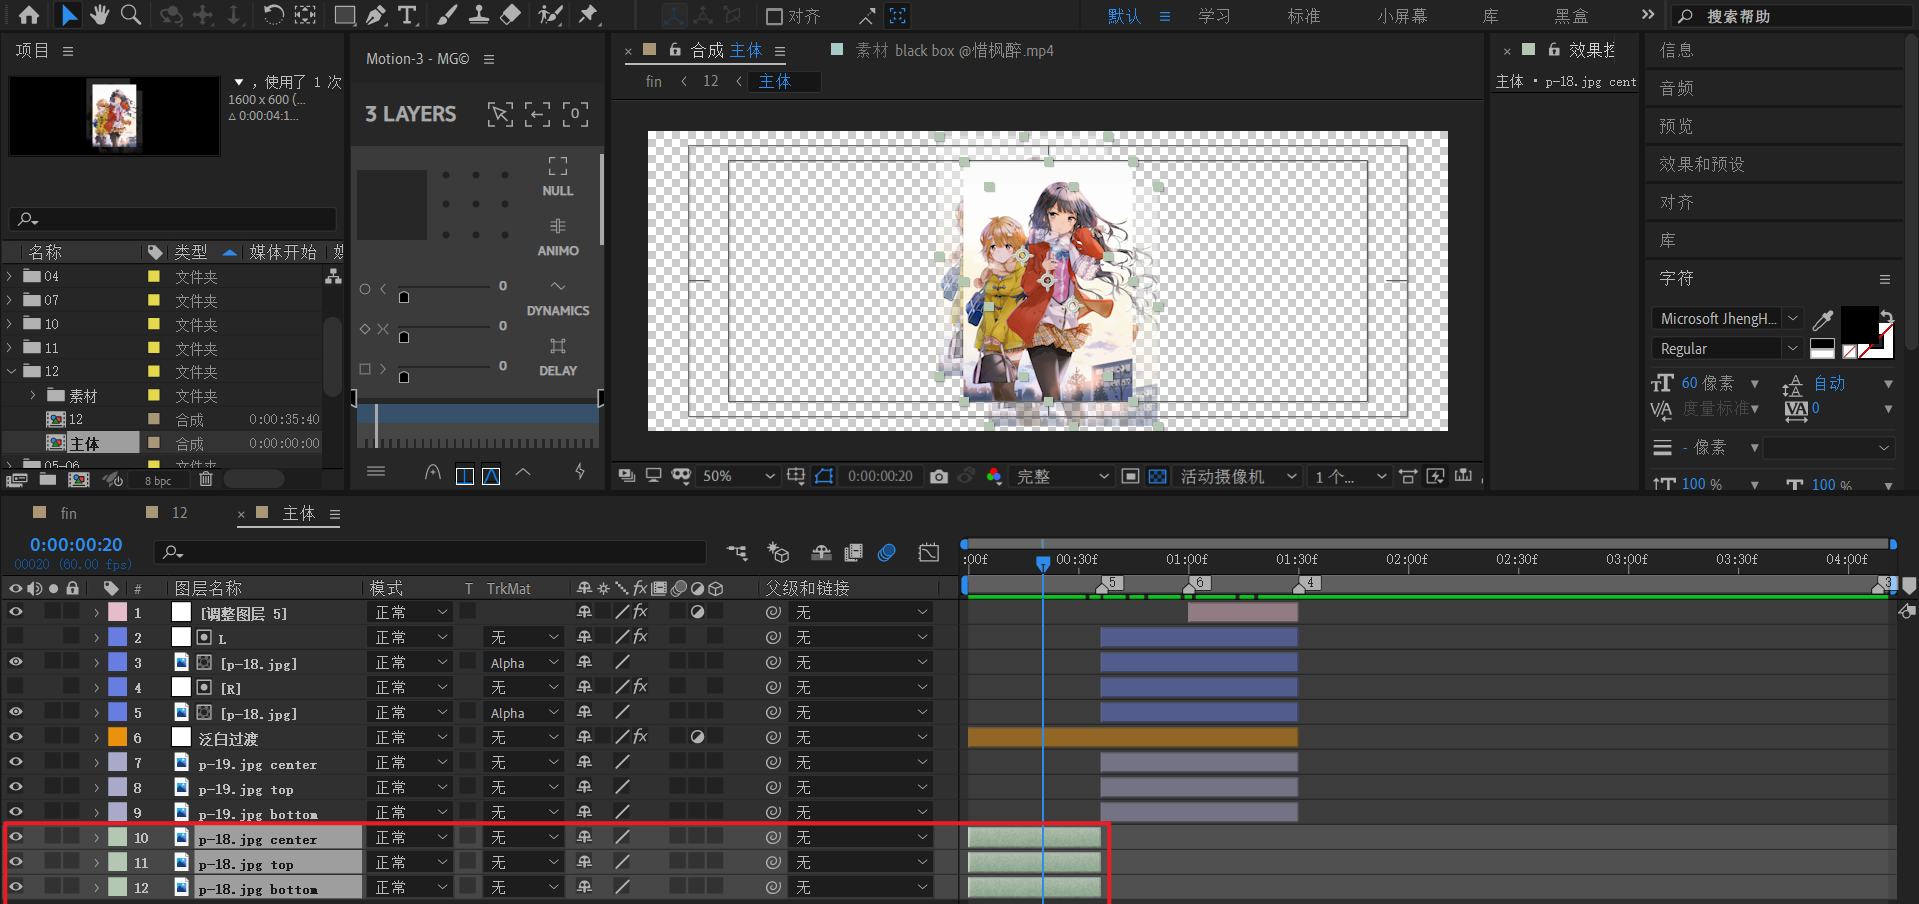 对齐
默认 学习 标准 小屏幕 库 黑盒 搜索帮助
项目
，使用了 1 次
1600 x 600 (...
△ 0:00:04:1...
名称 类型 媒体开始
04 文件夹
07 文件夹
10 文件夹
11 文件夹
12 文件夹
素材 文件夹
12 合成 0:00:35:40
主体 合成 0:00:00:00
05-06 文件夹
8 bpc
Motion-3 - MG©
3 LAYERS
NULL
ANIMO
0
DYNAMICS
0
DELAY
0
合成 主体 素材 black box @惜枫醉.mp4
fin 12 主体
50% 0:00:00:20 完整 活动摄像机 1 个...
效果控
主体 · p-18.jpg cent
信息
音频
预览
效果和预设
对齐
库
字符
Microsoft JhengH...
Regular
60 像素 自动
度量标准 0
- 像素
100 % 100 %
fin 12 主体
0:00:00:20
00020 (60.00 fps)
:00f 00:30f 01:00f 01:30f 02:00f 02:30f 03:00f 03:30f 04:00f
5 6 4 3
# 图层名称 模式 T TrkMat 父级和链接
1 [调整图层 5] 正常 无
2 L 正常 无 无
3 [p-18.jpg] 正常 Alpha 无
4 [R] 正常 无 无
5 [p-18.jpg] 正常 Alpha 无
6 泛白过渡 正常 无 无
7 p-19.jpg center 正常 无 无
8 p-19.jpg top 正常 无 无
9 p-19.jpg bottom 正常 无 无
10 p-18.jpg center 正常 无 无
11 p-18.jpg top 正常 无 无
12 p-18.jpg bottom 正常 无 无